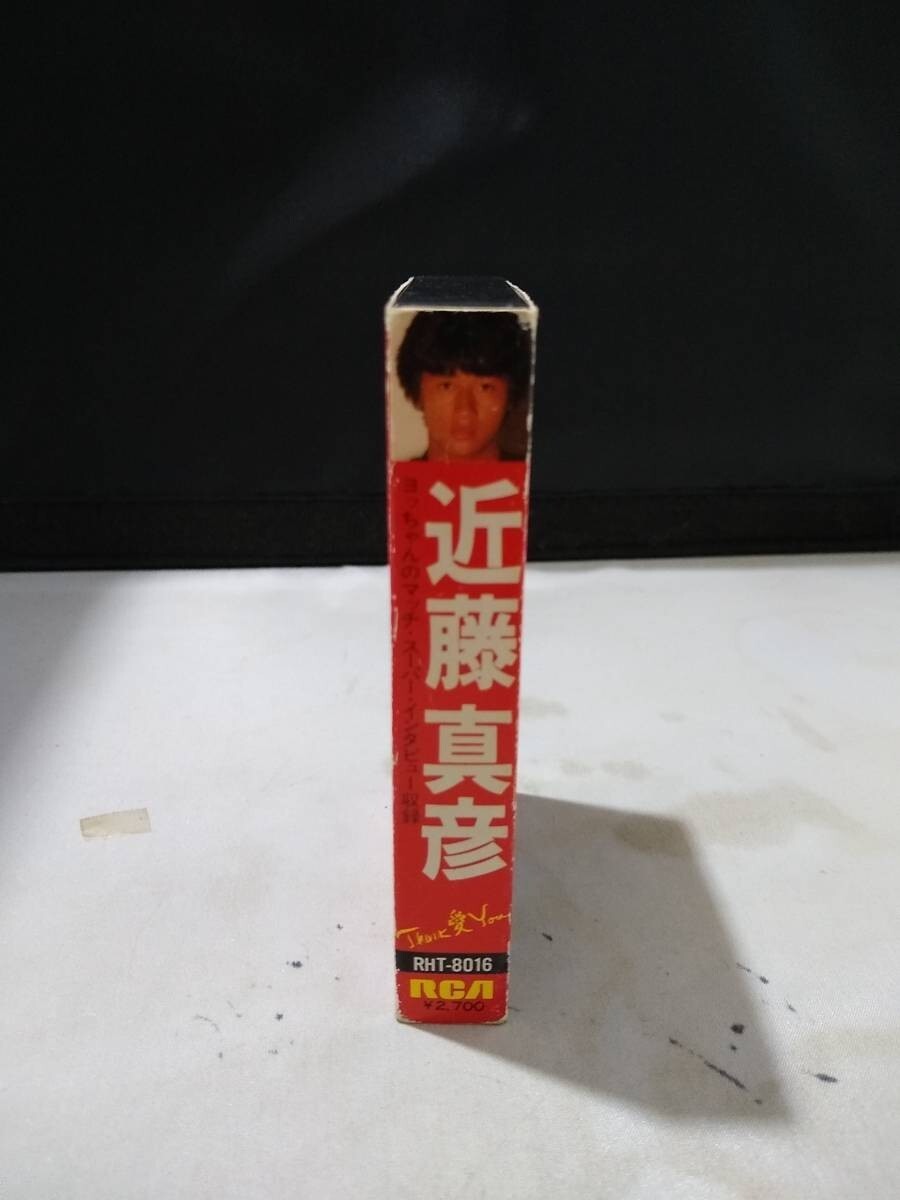 近藤真彦
ヨっちゃんのマッチ・スーパー・インタビュー収録
Thank 愛 You
RHT-8016
RCA
¥2,700